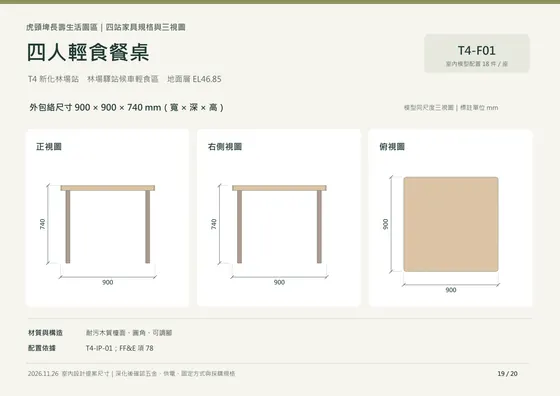 虎頭埤長壽生活園區｜四站家具規格與三視圖
四人輕食餐桌
T4-F01
室內模型配置 18 件／座
T4 新化林場站　林場驛站候車輕食區　地面層 EL46.85
外包絡尺寸 900 × 900 × 740 mm（寬 × 深 × 高）
模型同尺度三視圖｜標註單位 mm
正視圖
右側視圖
俯視圖
740
900
740
900
900
900
材質與構造　耐污木質檯面、圓角、可調腳
配置依據　T4-IP-01；FF&E 項 78
2026.11.26 室內設計提案尺寸｜深化後確認五金、供電、固定方式與採購規格
19 / 20